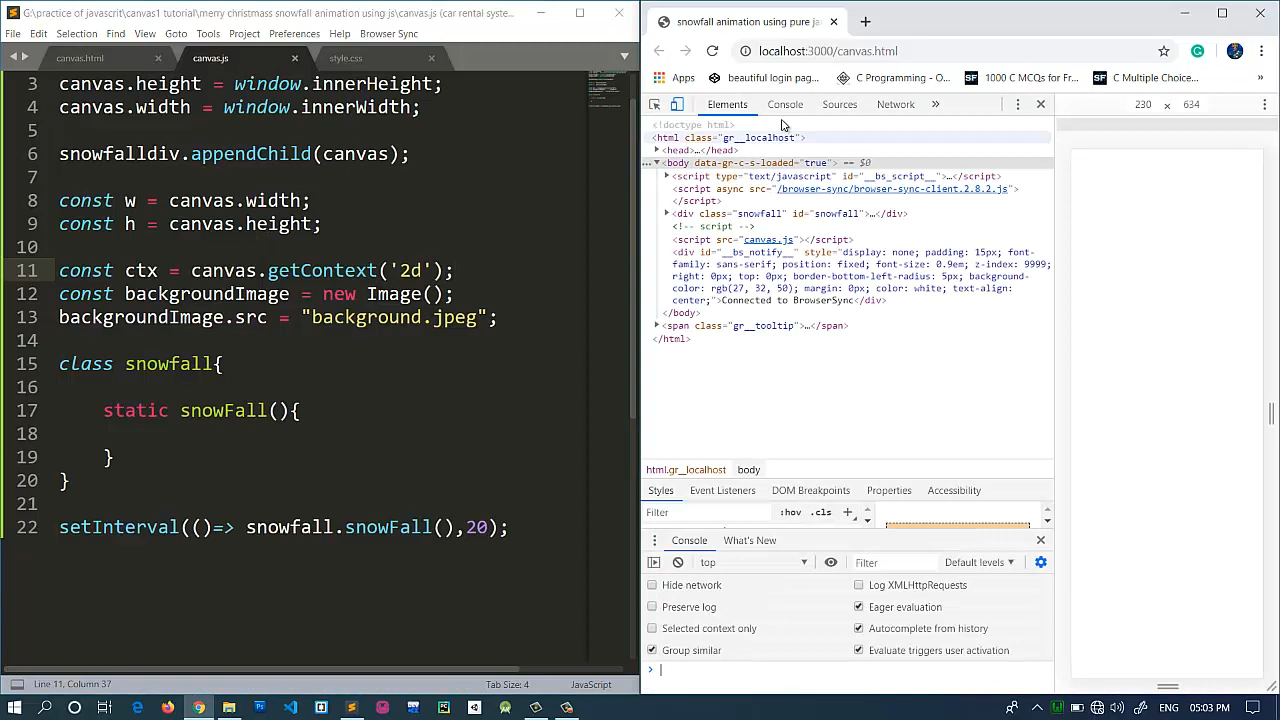 G:\practice of javascrit\canvas1 tutorial\merry christmass snowfall animation using js\canvas.js (car rental syste...
File Edit Selection Find View Goto Tools Project Preferences Help Browser Sync
canvas.html canvas.js style.css
3 canvas.height = window.innerHeight;
4 canvas.width = window.innerWidth;
5
6 snowfalldiv.appendChild(canvas);
7
8 const w = canvas.width;
9 const h = canvas.height;
10
11 const ctx = canvas.getContext('2d');
12 const backgroundImage = new Image();
13 backgroundImage.src = "background.jpeg";
14
15 class snowfall{
16
17 static snowFall(){
18
19 }
20 }
21
22 setInterval(()=> snowfall.snowFall(),20);
Line 11, Column 37 Tab Size: 4 JavaScript
snowfall animation using pure ja
localhost:3000/canvas.html
Apps beautiful web pag... Images 1000 C Program Fin... C Multiple Choice...
Elements Console Sources Network
230 × 634
<!doctype html>
<html class="gr__localhost">
<head>…</head>
<body data-gr-c-s-loaded="true"> == $0
<script type="text/javascript" id="__bs_script__">…</script>
<script async src="/browser-sync/browser-sync-client.2.8.2.js">
</script>
<div class="snowfall" id="snowfall">…</div>
<!-- script -->
<script src="canvas.js"></script>
<div id="__bs_notify__" style="display: none; padding: 15px; font-
family: sans-serif; position: fixed; font-size: 0.9em; z-index: 9999;
right: 0px; top: 0px; border-bottom-left-radius: 5px; background-
color: rgb(27, 32, 50); margin: 0px; color: white; text-align:
center;">Connected to BrowserSync</div>
</body>
<span class="gr__tooltip">…</span>
</html>
html.gr__localhost body
Styles Event Listeners DOM Breakpoints Properties Accessibility
Filter :hov .cls +
Console What's New
top Filter Default levels
Hide network Log XMLHttpRequests
Preserve log Eager evaluation
Selected context only Autocomplete from history
Group similar Evaluate triggers user activation
ENG 05:03 PM